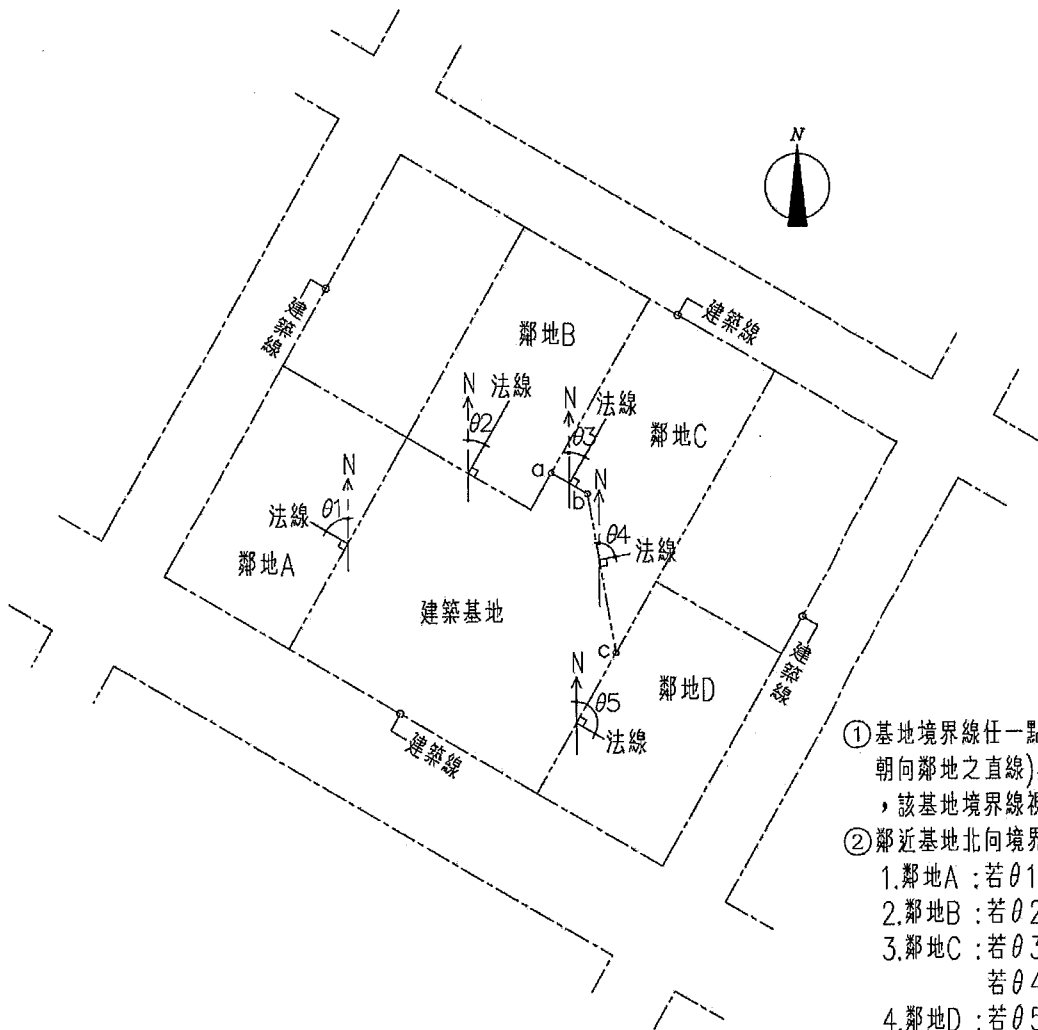 N
建築線
建築線
鄰地B
N
法線
θ2
N
法線
θ3
鄰地C
a
b
N
N
θ1
法線
θ4
法線
鄰地A
建築基地
c
建築線
N
鄰地D
θ5
法線
建築線
①基地境界線任一點
朝向鄰地之直線)
，該基地境界線視
②鄰近基地北向境界
1.鄰地A：若θ1
2.鄰地B：若θ2
3.鄰地C：若θ3
若θ4
4.鄰地D：若θ5